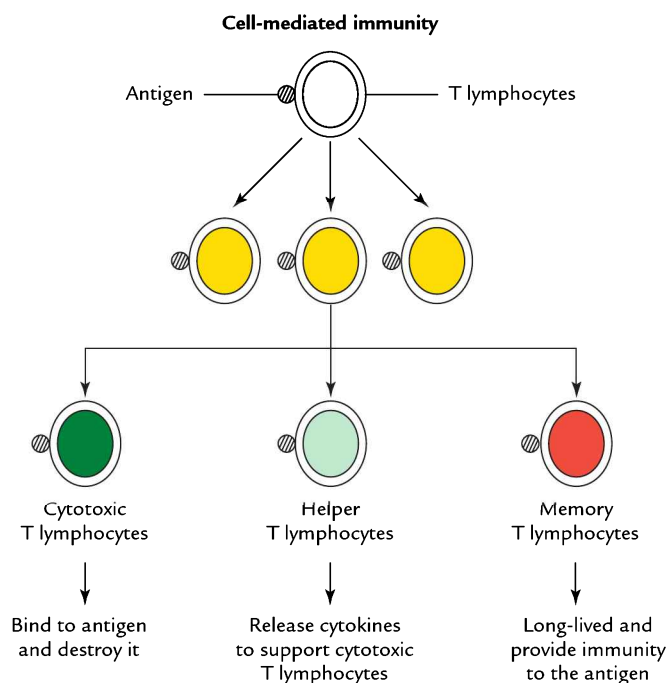 Cell-mediated immunity
Antigen
T lymphocytes
Cytotoxic
T lymphocytes
Helper
T lymphocytes
Memory
T lymphocytes
Bind to antigen
and destroy it
Release cytokines
to support cytotoxic
T lymphocytes
Long-lived and
provide immunity
to the antigen